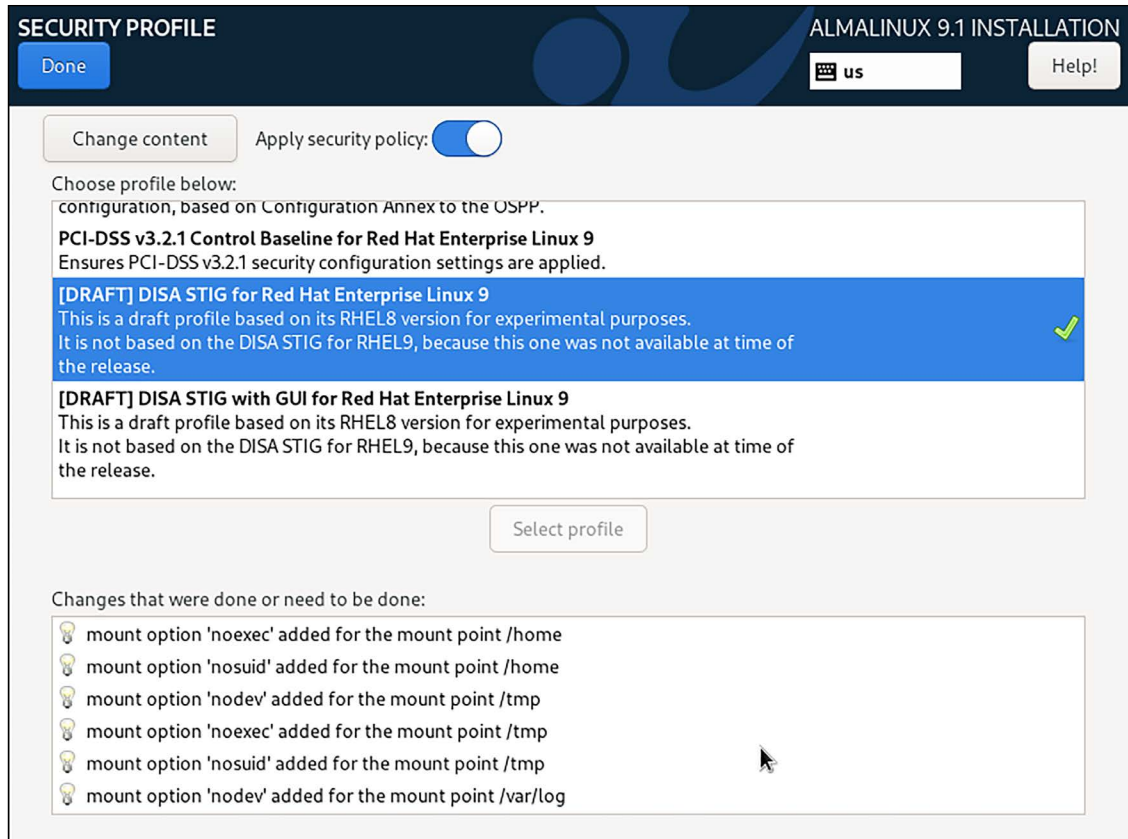 SECURITY PROFILE
ALMALINUX 9.1 INSTALLATION
Done
us
Help!
Change content
Apply security policy:
Choose profile below:
configuration, based on Configuration Annex to the OSPP.
PCI-DSS v3.2.1 Control Baseline for Red Hat Enterprise Linux 9
Ensures PCI-DSS v3.2.1 security configuration settings are applied.
[DRAFT] DISA STIG for Red Hat Enterprise Linux 9
This is a draft profile based on its RHEL8 version for experimental purposes.
It is not based on the DISA STIG for RHEL9, because this one was not available at time of
the release.
[DRAFT] DISA STIG with GUI for Red Hat Enterprise Linux 9
This is a draft profile based on its RHEL8 version for experimental purposes.
It is not based on the DISA STIG for RHEL9, because this one was not available at time of
the release.
Select profile
Changes that were done or need to be done:
mount option 'noexec' added for the mount point /home
mount option 'nosuid' added for the mount point /home
mount option 'nodev' added for the mount point /tmp
mount option 'noexec' added for the mount point /tmp
mount option 'nosuid' added for the mount point /tmp
mount option 'nodev' added for the mount point /var/log